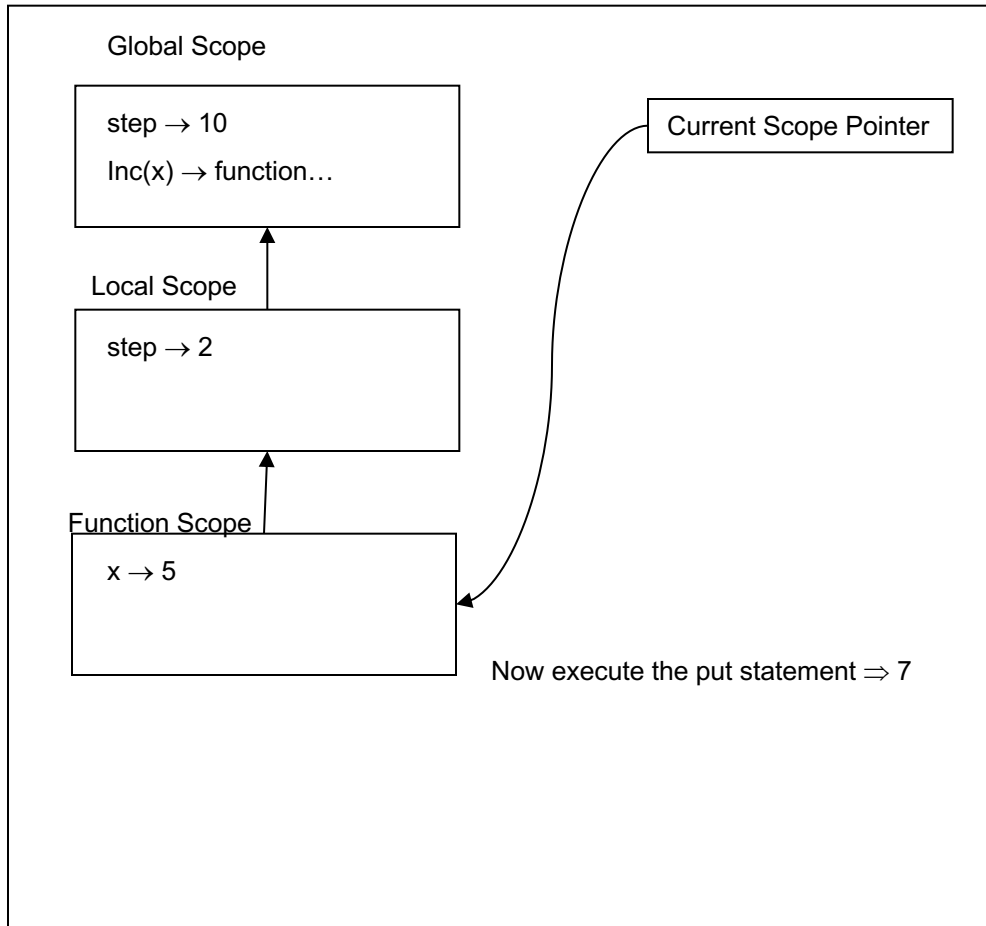 Global Scope
step → 10
Inc(x) → function…
Current Scope Pointer
Local Scope
step → 2
Function Scope
x → 5
Now execute the put statement ⇒ 7